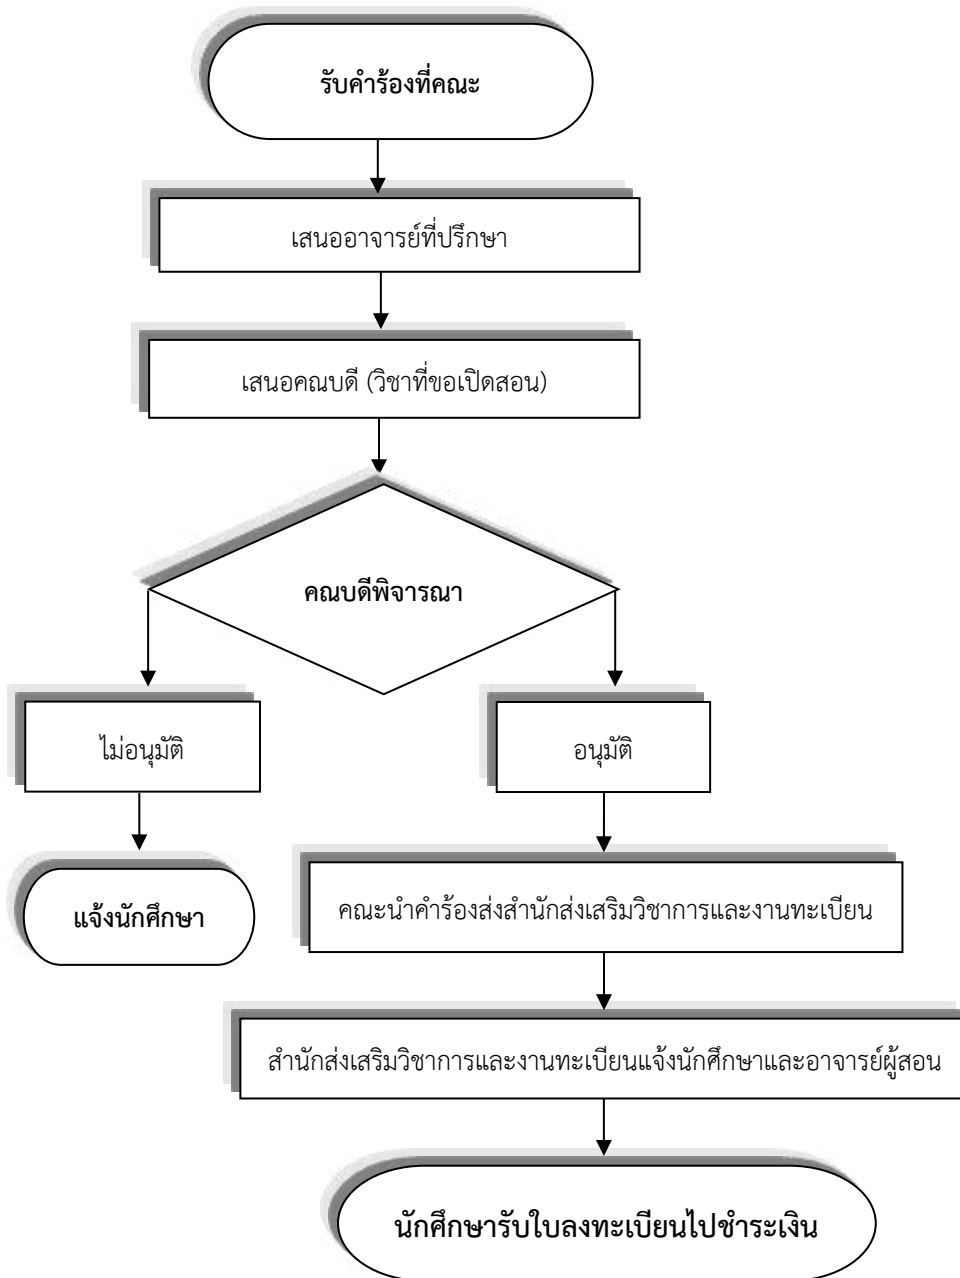 รับคำร้องที่คณะ
เสนออาจารย์ที่ปรึกษา
เสนอคณบดี (วิชาที่ขอเปิดสอน)
คณบดีพิจารณา
ไม่อนุมัติ
อนุมัติ
แจ้งนักศึกษา
คณะนำคำร้องส่งสำนักส่งเสริมวิชาการและงานทะเบียน
สำนักส่งเสริมวิชาการและงานทะเบียนแจ้งนักศึกษาและอาจารย์ผู้สอน
นักศึกษารับใบลงทะเบียนไปชำระเงิน